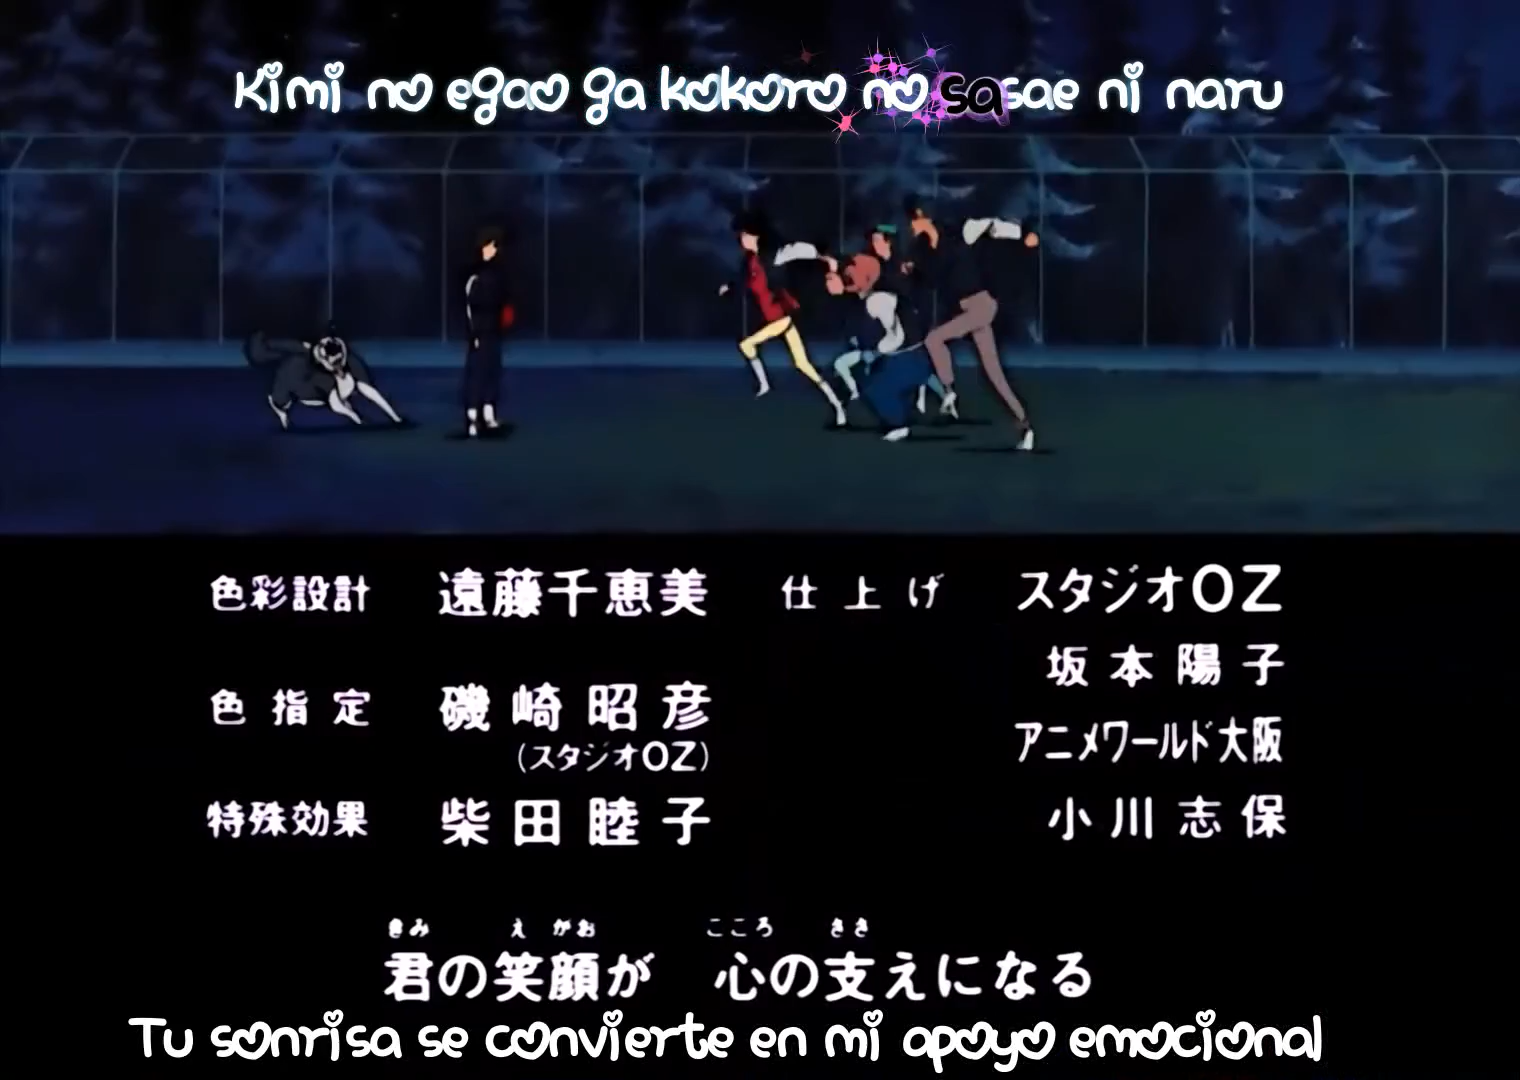 Kimi no egao ga kokoro no sasae ni naru
色彩設計 遠藤千恵美 仕上げ スタジオOZ
坂本陽子
色指定 磯崎昭彦 アニメワールド大阪
(スタジオOZ)
特殊効果 柴田睦子 小川志保
きみ えがお こころ ささ
君の笑顔が 心の支えになる
Tu sonrisa se convierte en mi apoyo emocional